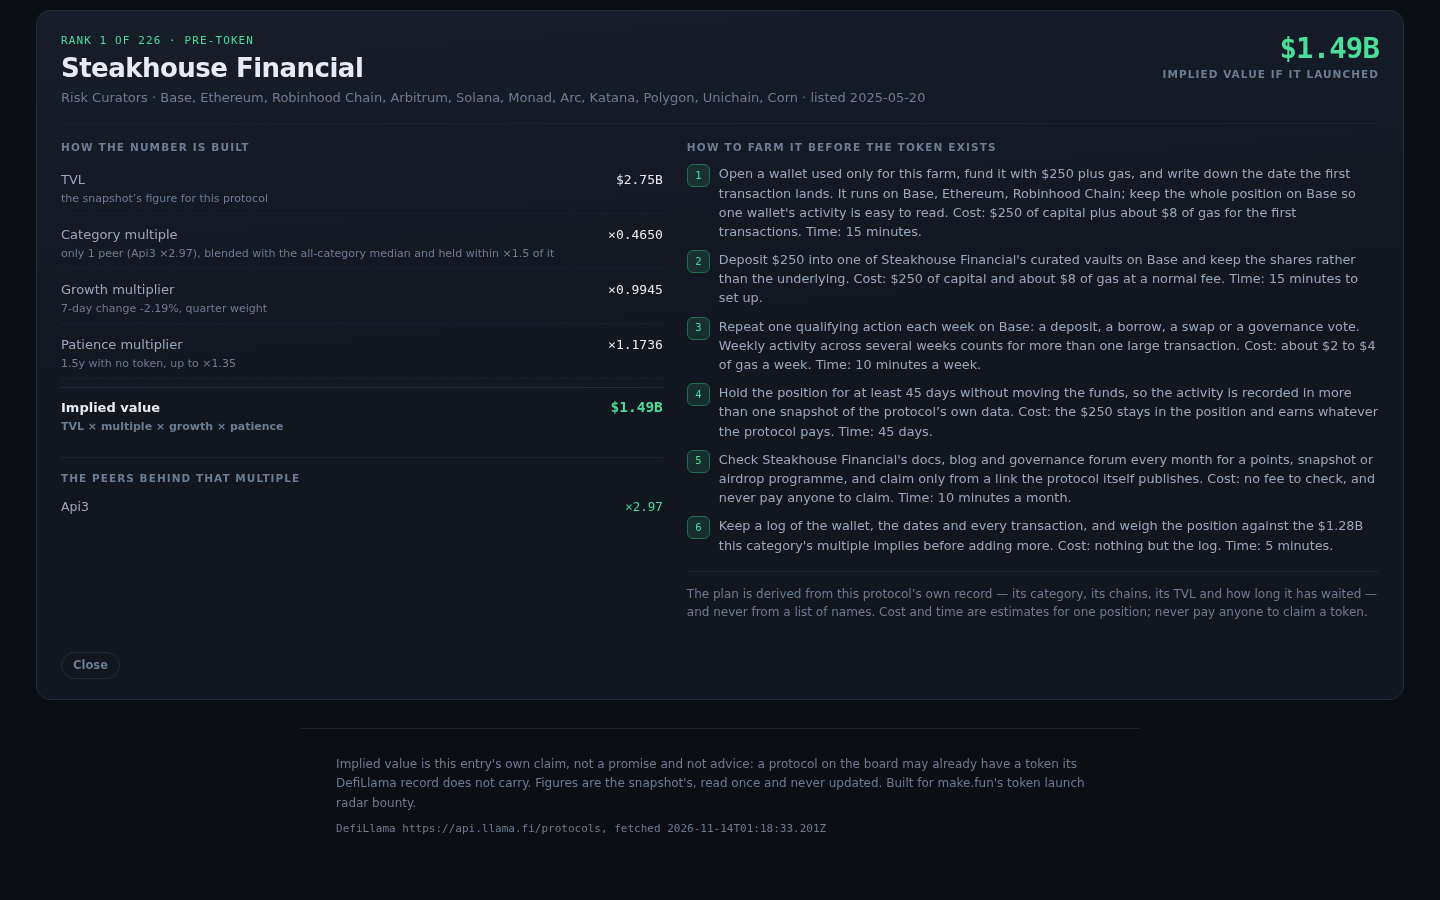 RANK 1 OF 226 · PRE-TOKEN
Steakhouse Financial
Risk Curators · Base, Ethereum, Robinhood Chain, Arbitrum, Solana, Monad, Arc, Katana, Polygon, Unichain, Corn · listed 2025-05-20
$1.49B
IMPLIED VALUE IF IT LAUNCHED
HOW THE NUMBER IS BUILT
TVL
$2.75B
the snapshot’s figure for this protocol
Category multiple
×0.4650
only 1 peer (Api3 ×2.97), blended with the all-category median and held within ×1.5 of it
Growth multiplier
×0.9945
7-day change -2.19%, quarter weight
Patience multiplier
×1.1736
1.5y with no token, up to ×1.35
Implied value
$1.49B
TVL × multiple × growth × patience
THE PEERS BEHIND THAT MULTIPLE
Api3
×2.97
HOW TO FARM IT BEFORE THE TOKEN EXISTS
1
Open a wallet used only for this farm, fund it with $250 plus gas, and write down the date the first
transaction lands. It runs on Base, Ethereum, Robinhood Chain; keep the whole position on Base so
one wallet's activity is easy to read. Cost: $250 of capital plus about $8 of gas for the first
transactions. Time: 15 minutes.
2
Deposit $250 into one of Steakhouse Financial's curated vaults on Base and keep the shares rather
than the underlying. Cost: $250 of capital and about $8 of gas at a normal fee. Time: 15 minutes to
set up.
3
Repeat one qualifying action each week on Base: a deposit, a borrow, a swap or a governance vote.
Weekly activity across several weeks counts for more than one large transaction. Cost: about $2 to $4
of gas a week. Time: 10 minutes a week.
4
Hold the position for at least 45 days without moving the funds, so the activity is recorded in more
than one snapshot of the protocol’s own data. Cost: the $250 stays in the position and earns whatever
the protocol pays. Time: 45 days.
5
Check Steakhouse Financial's docs, blog and governance forum every month for a points, snapshot or
airdrop programme, and claim only from a link the protocol itself publishes. Cost: no fee to check, and
never pay anyone to claim. Time: 10 minutes a month.
6
Keep a log of the wallet, the dates and every transaction, and weigh the position against the $1.28B
this category's multiple implies before adding more. Cost: nothing but the log. Time: 5 minutes.
The plan is derived from this protocol’s own record — its category, its chains, its TVL and how long it has waited —
and never from a list of names. Cost and time are estimates for one position; never pay anyone to claim a token.
Close
Implied value is this entry's own claim, not a promise and not advice: a protocol on the board may already have a token its
DefiLlama record does not carry. Figures are the snapshot's, read once and never updated. Built for make.fun's token launch
radar bounty.
DefiLlama https://api.llama.fi/protocols, fetched 2026-11-14T01:18:33.201Z